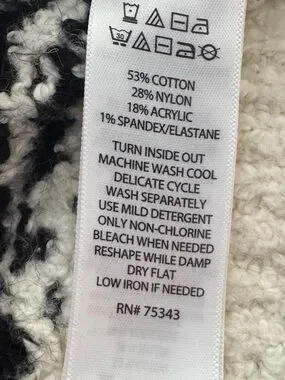 30
53% COTTON
28% NYLON
18% ACRYLIC
1% SPANDEX/ELASTANE
TURN INSIDE OUT
MACHINE WASH COOL
DELICATE CYCLE
WASH SEPARATELY
USE MILD DETERGENT
ONLY NON-CHLORINE
BLEACH WHEN NEEDED
RESHAPE WHILE DAMP
DRY FLAT
LOW IRON IF NEEDED
RN# 75343